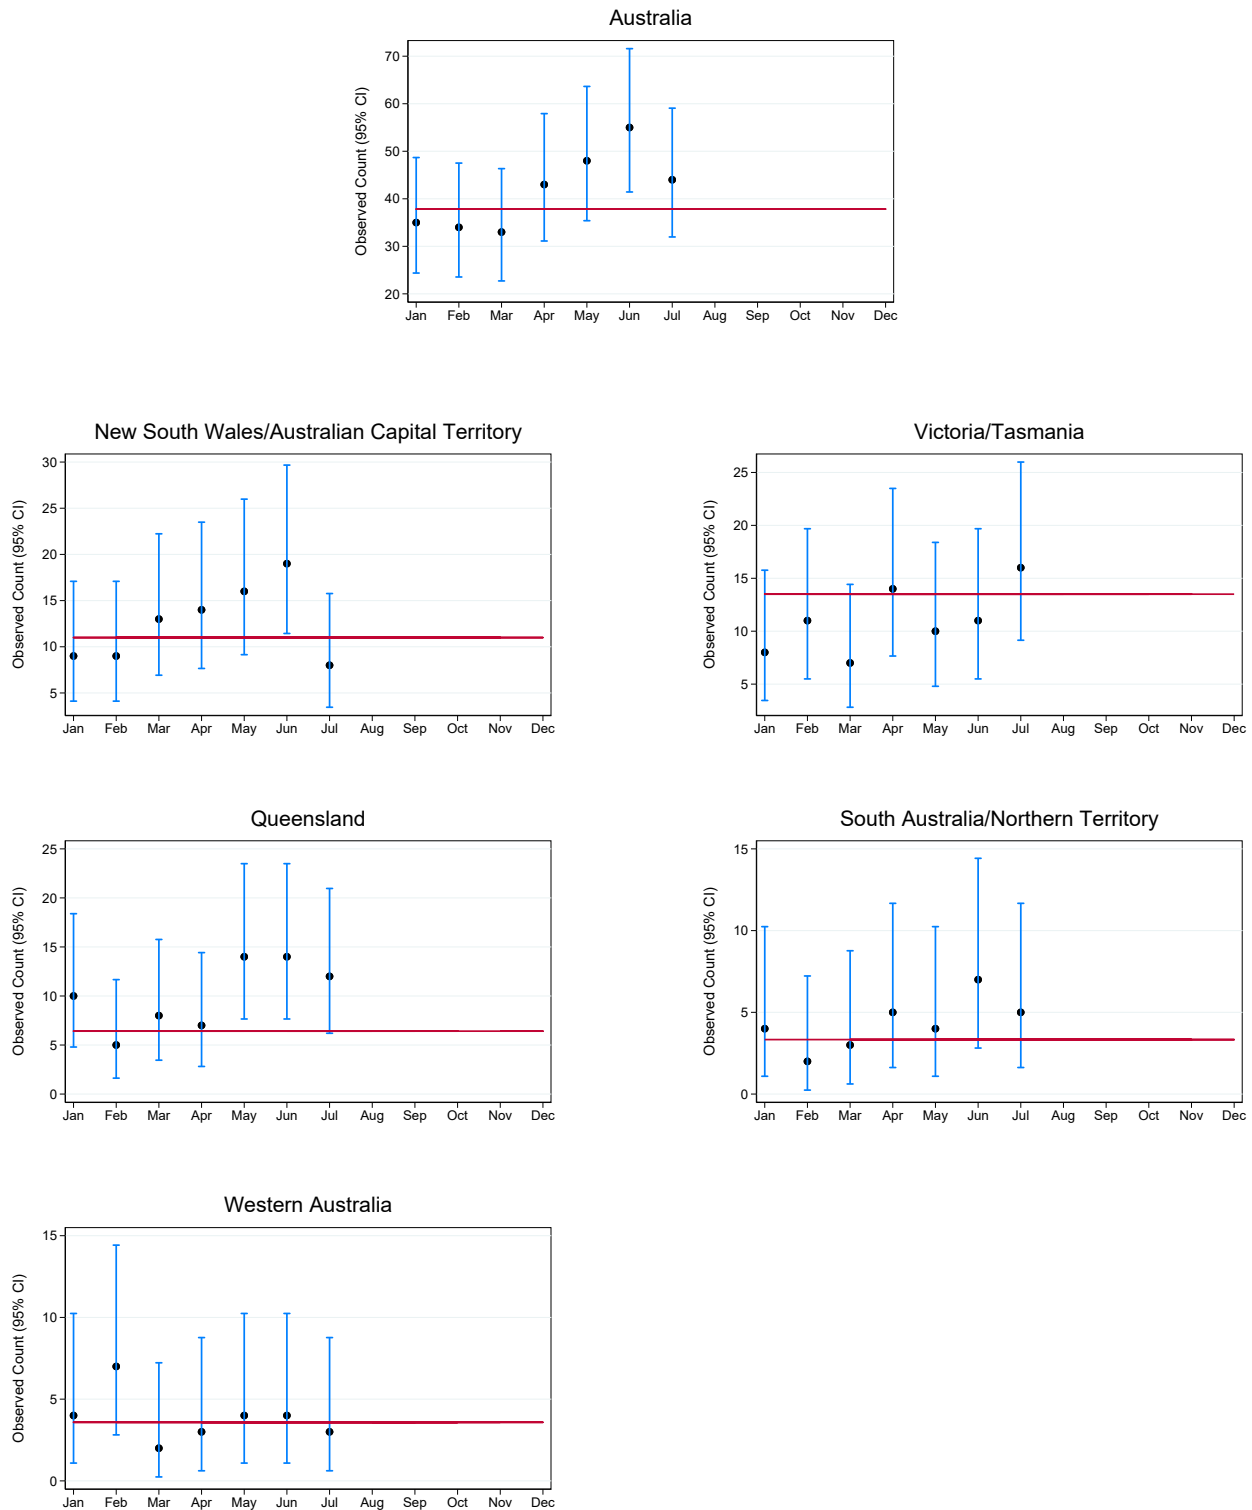 Australia
Observed Count (95% CI)
70
60
50
40
30
20
Jan Feb Mar Apr May Jun Jul Aug Sep Oct Nov Dec
New South Wales/Australian Capital Territory
Observed Count (95% CI)
30
25
20
15
10
5
Jan Feb Mar Apr May Jun Jul Aug Sep Oct Nov Dec
Victoria/Tasmania
Observed Count (95% CI)
25
20
15
10
5
Jan Feb Mar Apr May Jun Jul Aug Sep Oct Nov Dec
Queensland
Observed Count (95% CI)
25
20
15
10
5
0
Jan Feb Mar Apr May Jun Jul Aug Sep Oct Nov Dec
South Australia/Northern Territory
Observed Count (95% CI)
15
10
5
0
Jan Feb Mar Apr May Jun Jul Aug Sep Oct Nov Dec
Western Australia
Observed Count (95% CI)
15
10
5
0
Jan Feb Mar Apr May Jun Jul Aug Sep Oct Nov Dec